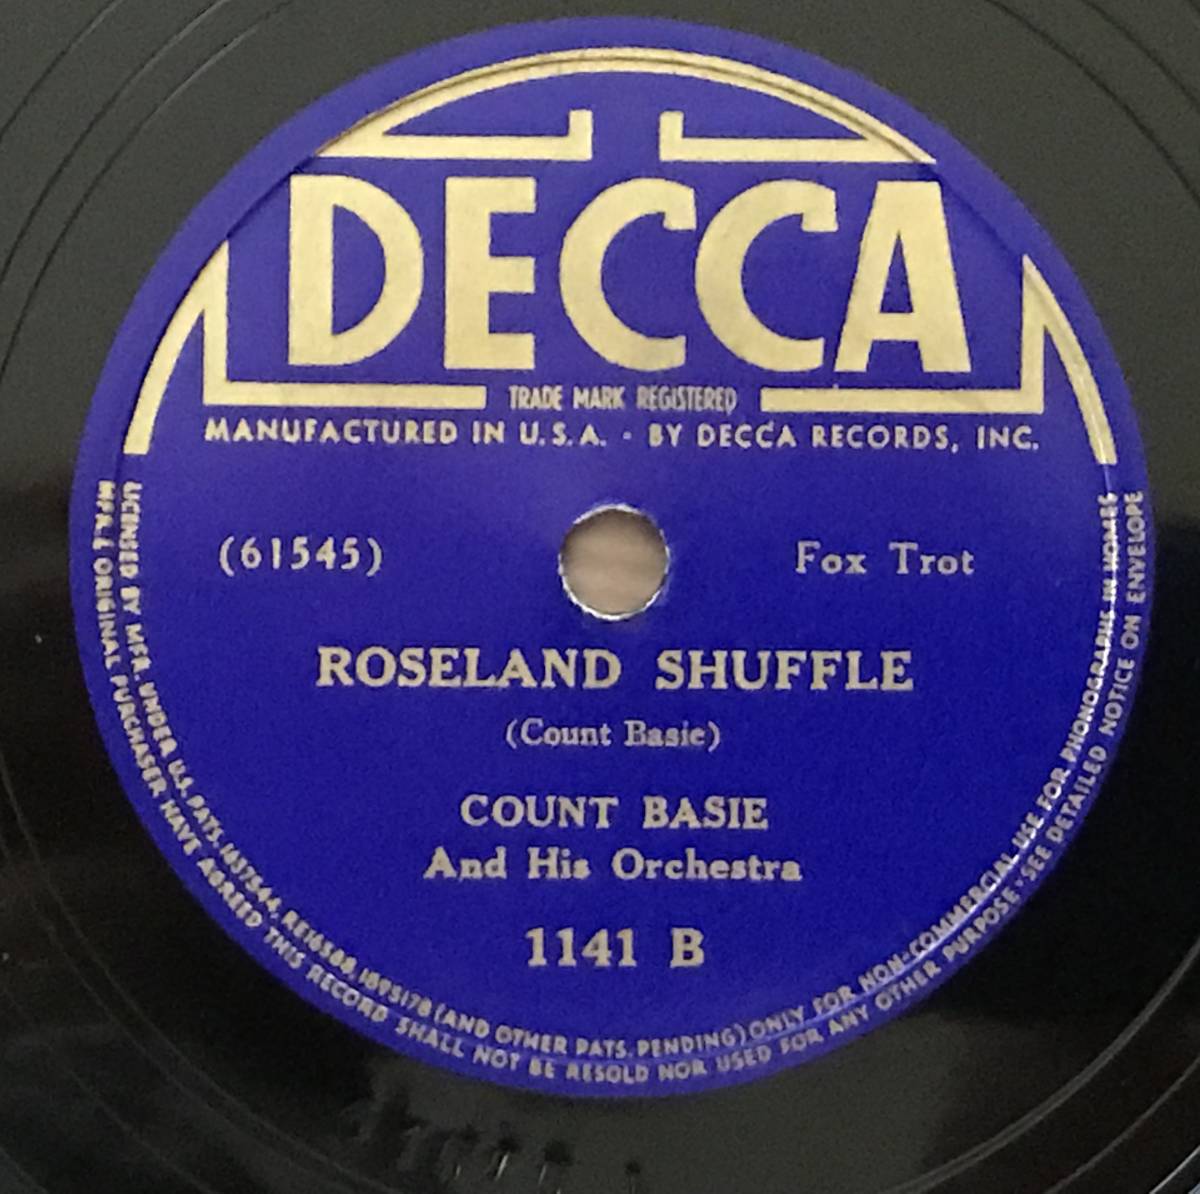 DECCA
TRADE MARK REGISTERED
MANUFACTURED IN U.S.A. · BY DECCA RECORDS, INC.
(61545)
Fox Trot
ROSELAND SHUFFLE
(Count Basie)
COUNT BASIE
And His Orchestra
1141 B
LICENSED BY MFR. UNDER U.S. PATS. 1637544, RE16588, 1895178 (AND OTHER PATS. PENDING) ONLY FOR NON-COMMERCIAL USE FOR PHONOGRAPHS IN HOMES
MFR. & ORIGINAL PURCHASER HAVE AGREED THIS RECORD SHALL NOT BE RESOLD NOR USED FOR ANY OTHER PURPOSE · SEE DETAILED NOTICE ON ENVELOPE